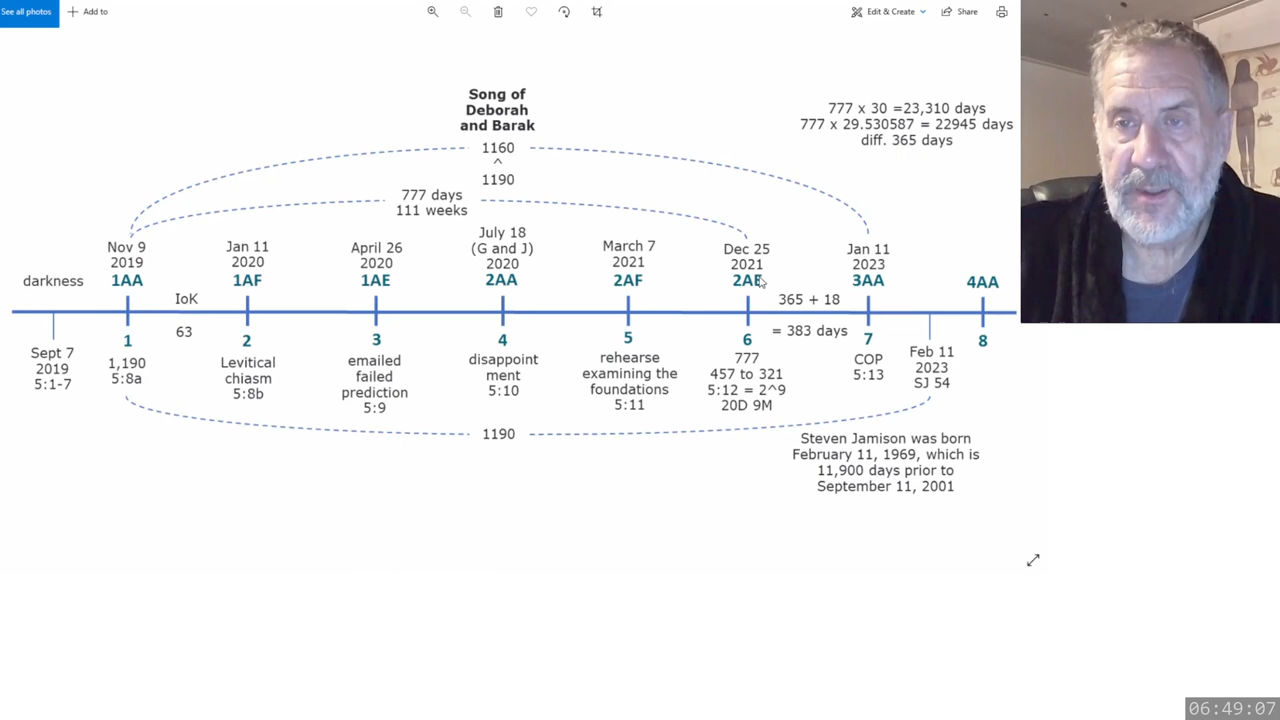 See all photos
Add to
Edit & Create
Share
Song of
Deborah
and Barak
1160
^
1190
777 x 30 =23,310 days
777 x 29.530587 = 22945 days
diff. 365 days
777 days
111 weeks
darkness
Nov 9
2019
1AA
Jan 11
2020
1AF
April 26
2020
1AE
July 18
(G and J)
2020
2AA
March 7
2021
2AF
Dec 25
2021
2AE
Jan 11
2023
3AA
4AA
IoK
63
365 + 18
= 383 days
Sept 7
2019
5:1-7
1
1,190
5:8a
2
Levitical
chiasm
5:8b
3
emailed
failed
prediction
5:9
4
disappoint
ment
5:10
5
rehearse
examining the
foundations
5:11
6
777
457 to 321
5:12 = 2^9
20D 9M
7
COP
5:13
Feb 11
2023
SJ 54
8
1190
Steven Jamison was born
February 11, 1969, which is
11,900 days prior to
September 11, 2001
06:49:07